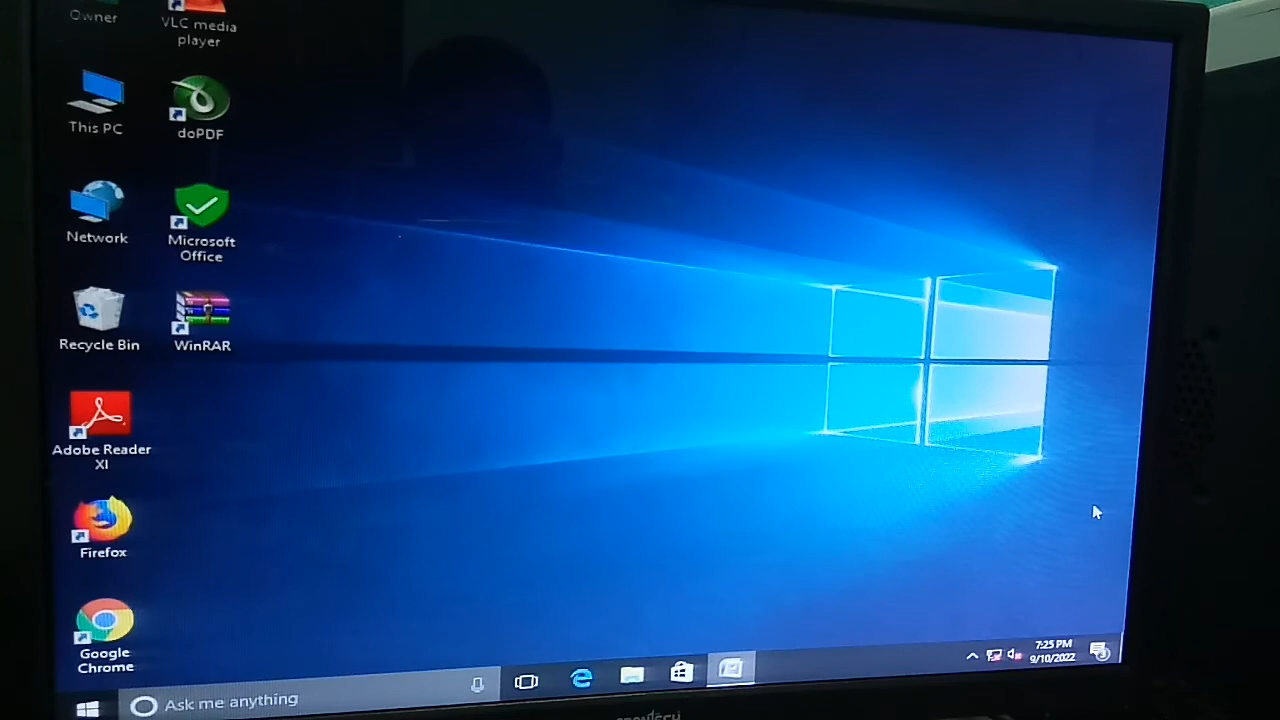 Owner
VLC media
player
This PC
doPDF
Network
Microsoft
Office
Recycle Bin
WinRAR
Adobe Reader
XI
Firefox
Google
Chrome
Ask me anything
7:25 PM
9/10/2022
3